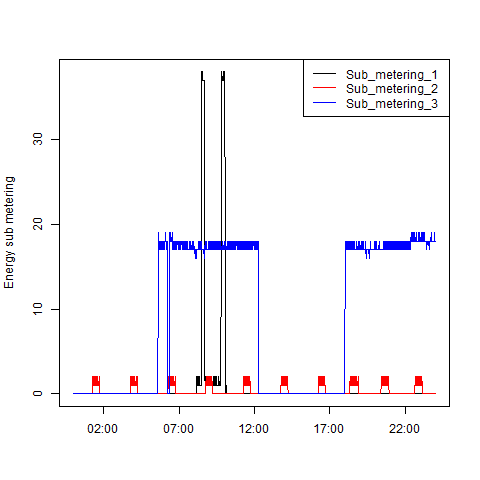 Sub_metering_1
Sub_metering_2
Sub_metering_3
Energy sub metering
30
20
10
0
02:00 07:00 12:00 17:00 22:00